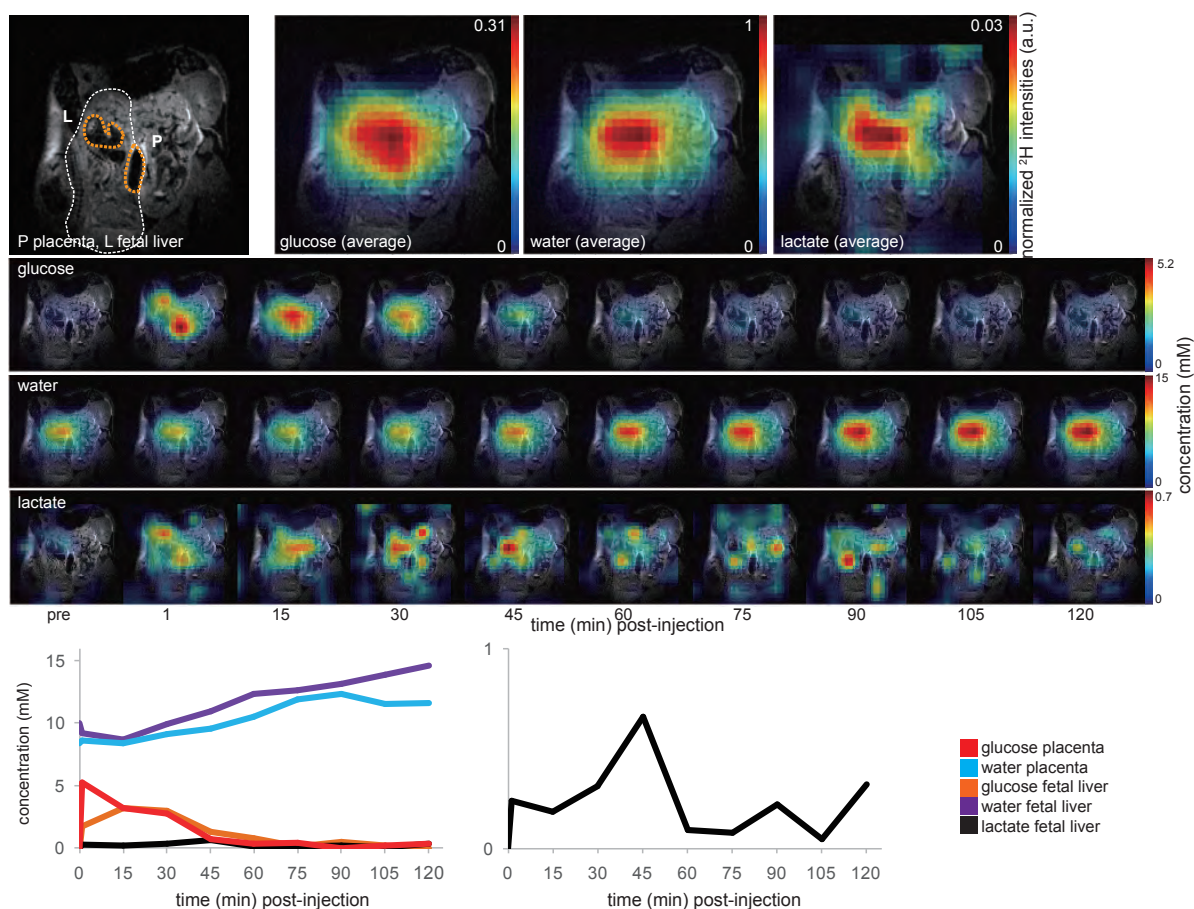 L
P
P placenta, L fetal liver
0.31
glucose (average)
0
1
water (average)
0
0.03
lactate (average)
0
normalized ²H intensities (a.u.)
glucose
5.2
0
water
15
0
lactate
0.7
0
concentration (mM)
pre 1 15 30 45 60 75 90 105 120
time (min) post-injection
15
10
5
0
concentration (mM)
0 15 30 45 60 75 90 105 120
time (min) post-injection
1
0
0 15 30 45 60 75 90 105 120
time (min) post-injection
glucose placenta
water placenta
glucose fetal liver
water fetal liver
lactate fetal liver